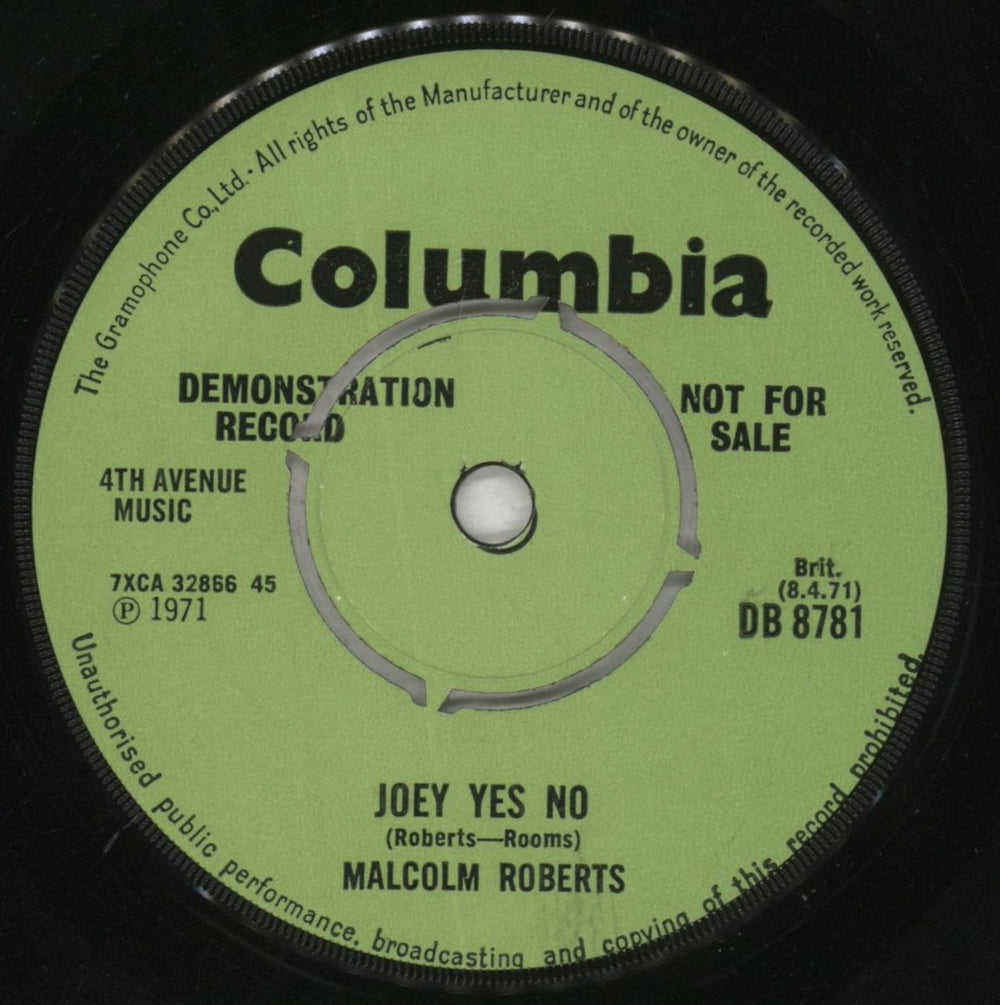 The Gramophone Co., Ltd. · All rights of the Manufacturer and of the owner of the recorded work reserved.
Columbia
DEMONSTRATION
RECORD
NOT FOR
SALE
4TH AVENUE
MUSIC
7XCA 32866 45
Ⓟ 1971
Brit.
(8.4.71)
DB 8781
JOEY YES NO
(Roberts—Rooms)
MALCOLM ROBERTS
Unauthorised public performance, broadcasting and copying of this record prohibited.